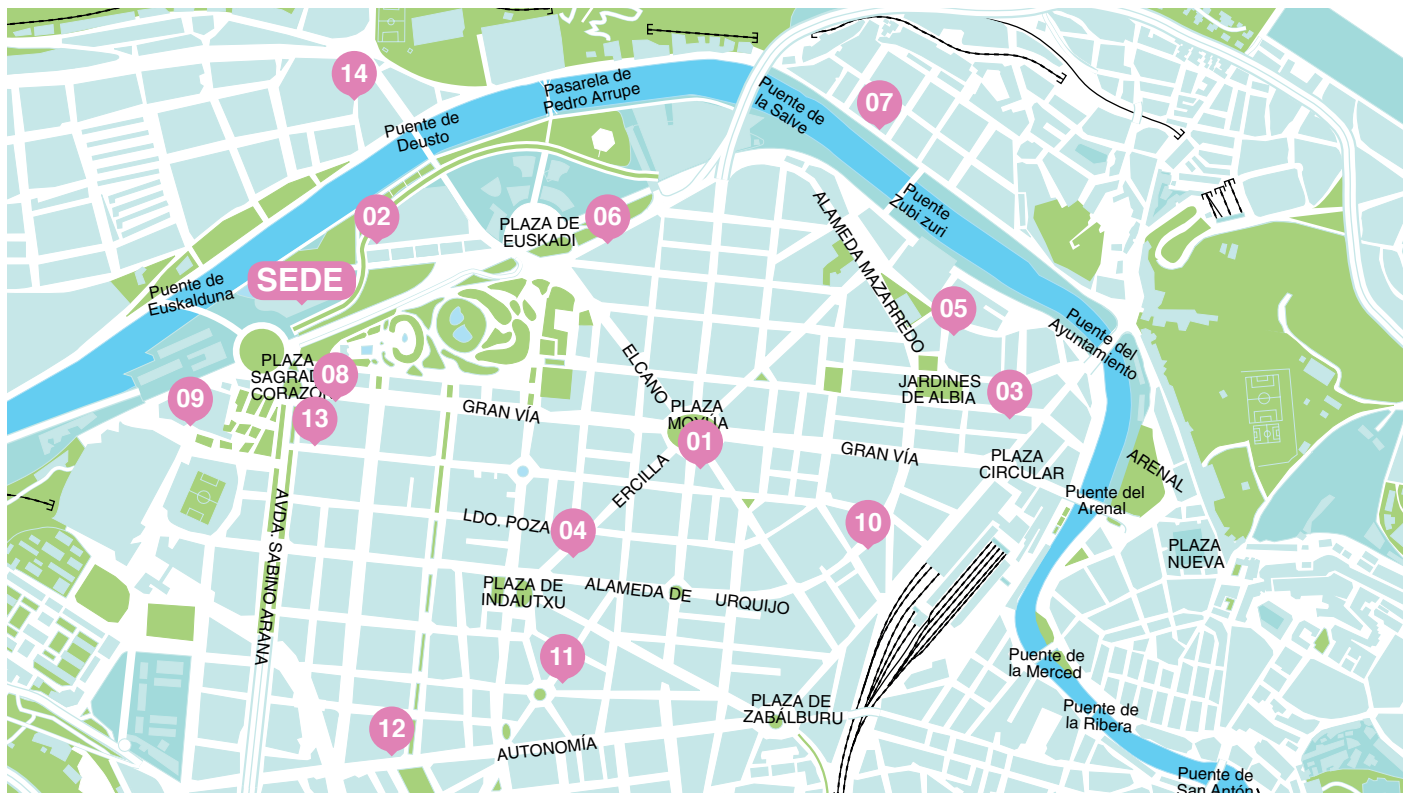 14
Puente de
Deusto
Pasarela de
Pedro Arrupe
Puente de
la Salve
07
02
PLAZA DE
EUSKADI
06
ALAMEDA MAZARREDO
Puente
Zubi zuri
Puente de
Euskalduna
SEDE
05
Puente del
Ayuntamiento
PLAZA
SAGRADO
CORAZÓN
08
09
13
ELCANO
GRAN VÍA
PLAZA
MOYÚA
01
JARDINES
DE ALBIA
03
GRAN VÍA
PLAZA
CIRCULAR
ARENAL
Puente del
Arenal
ERCILLA
LDO. POZA
04
10
PLAZA
NUEVA
AVDA. SABINO ARANA
PLAZA DE
INDAUTXU
ALAMEDA DE URQUIJO
11
Puente de
la Merced
12
AUTONOMÍA
PLAZA DE
ZABÁLBURU
Puente de
la Ribera
Puente de
San Antón